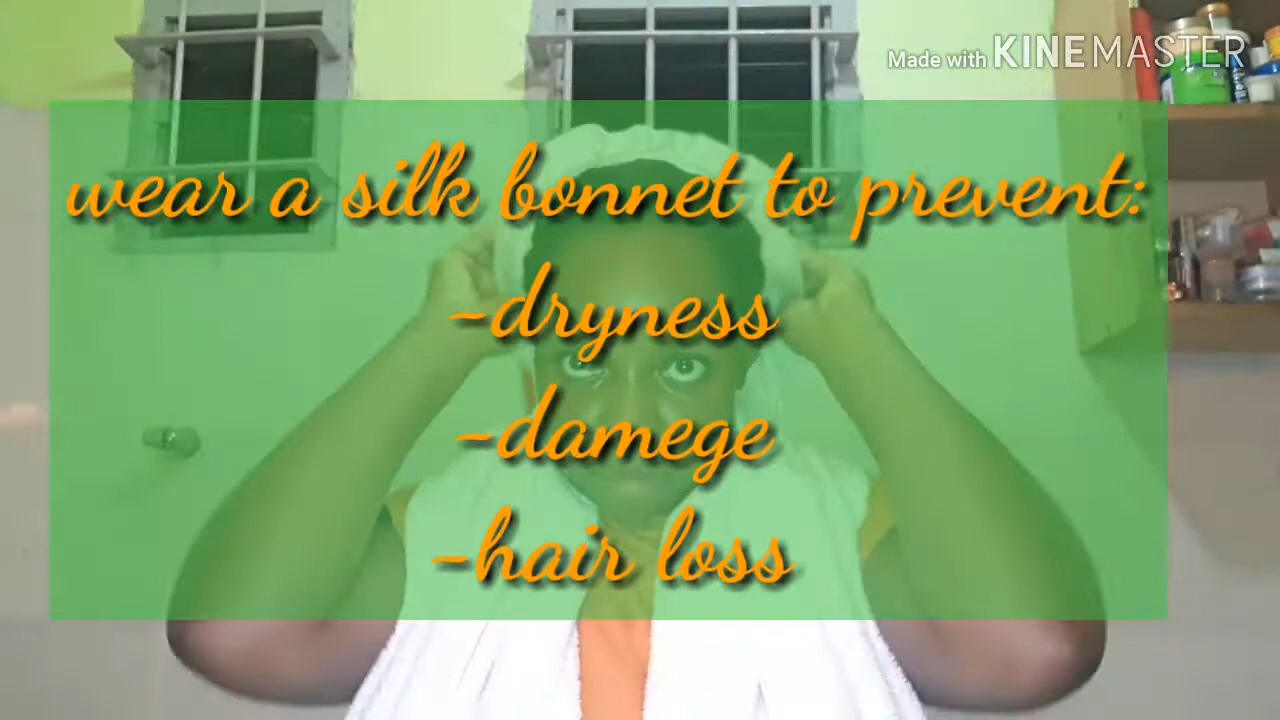 Made with KINEMASTER
wear a silk bonnet to prevent:
-dryness
-damege
-hair loss